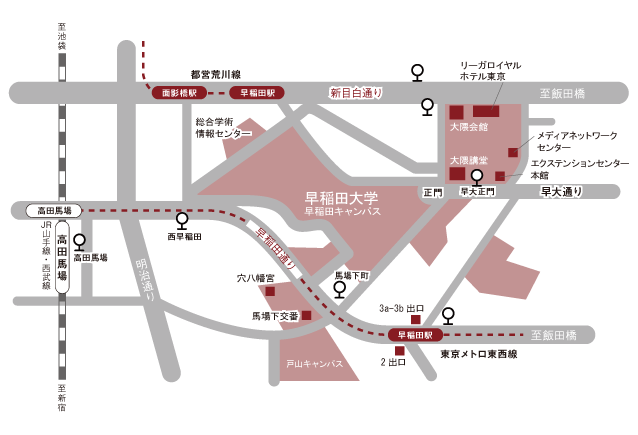 至池袋
都営荒川線
面影橋駅
早稲田駅
新目白通り
至飯田橋
リーガロイヤル
ホテル東京
総合学術
情報センター
大隈会館
メディアネットワーク
センター
大隈講堂
エクステンションセンター
本館
正門
早大正門
早大通り
早稲田大学
早稲田キャンパス
高田馬場
西早稲田
JR山手線・西武線
高田馬場
高田馬場
明治通り
早稲田通り
穴八幡宮
馬場下町
馬場下交番
3a-3b 出口
早稲田駅
至飯田橋
東京メトロ東西線
2 出口
戸山キャンパス
至新宿